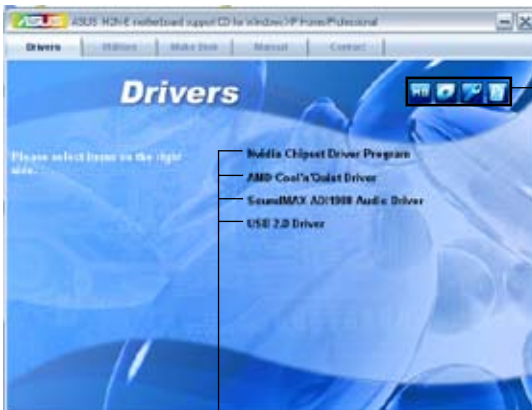 ASUS M2N-E motherboard support CD for Windows XP Home/Professional
Drivers Utilities Make Disk Manual Contact
Drivers
Please select items on the right side.
Nvidia Chipset Driver Program
AMD Cool'n'Quiet Driver
SoundMAX ADI1988 Audio Driver
USB 2.0 Driver